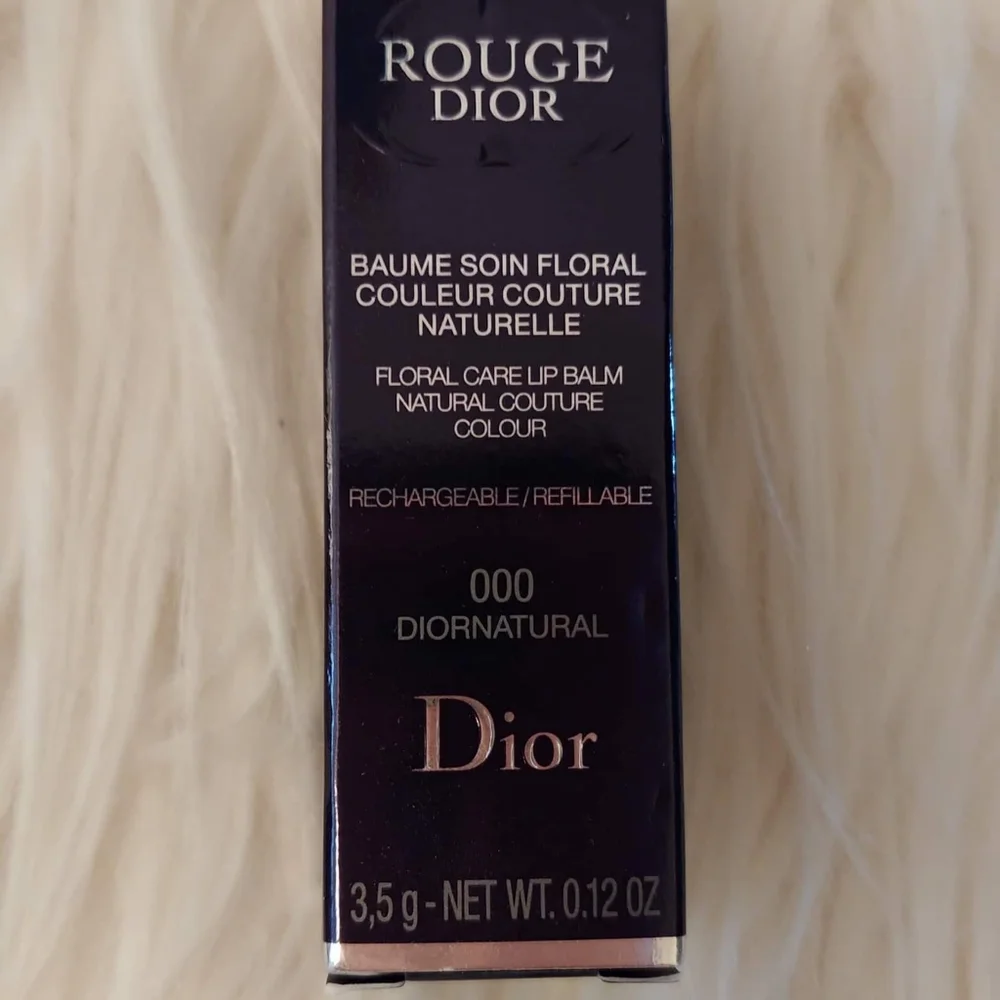 ROUGE
DIOR
BAUME SOIN FLORAL
COULEUR COUTURE
NATURELLE
FLORAL CARE LIP BALM
NATURAL COUTURE
COLOUR
RECHARGEABLE/REFILLABLE
000
DIORNATURAL
Dior
3,5 g - NET WT. 0.12 OZ